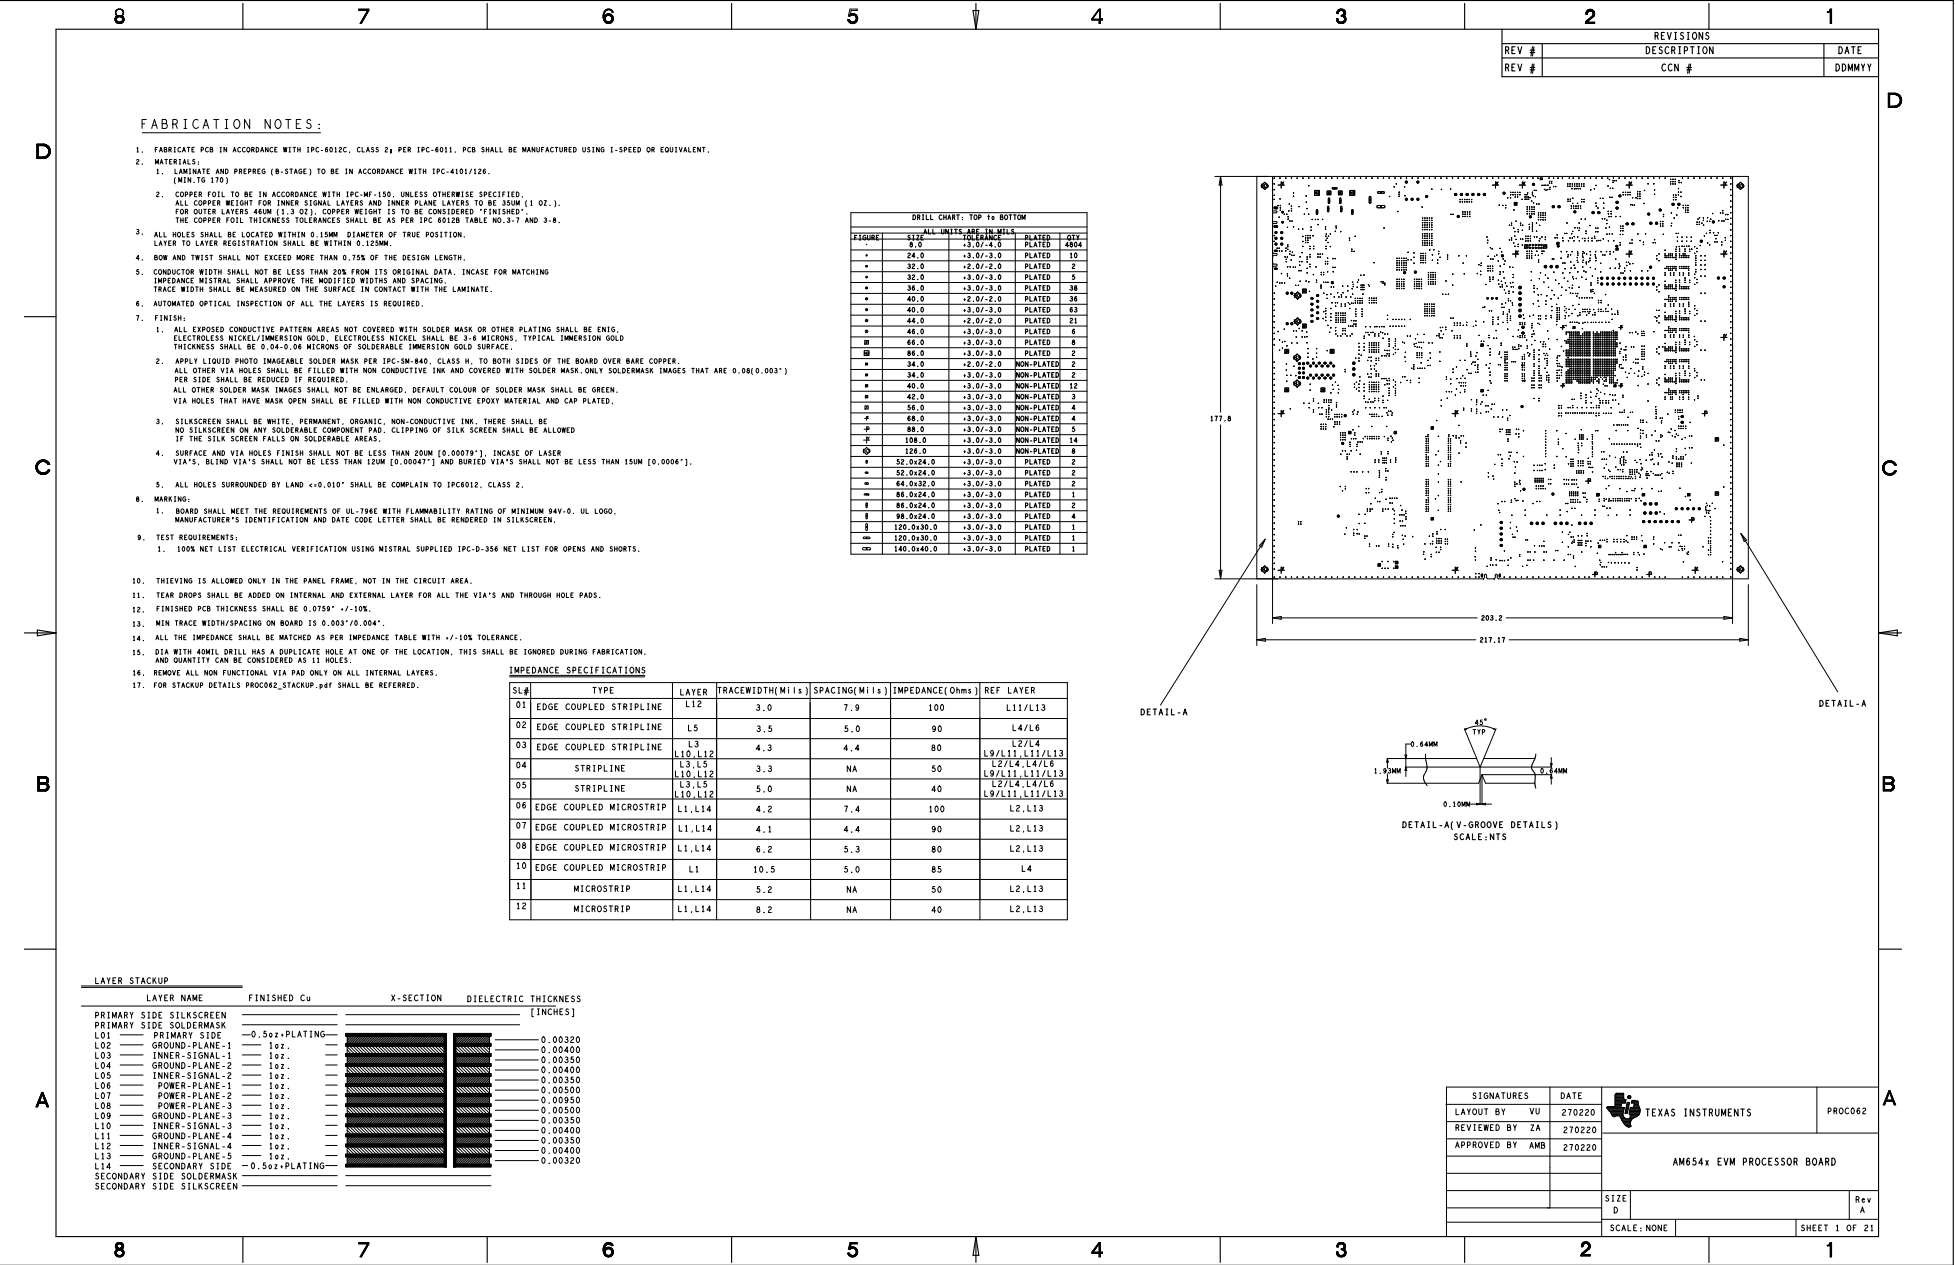 8 7 6 5 4 3 2 1
REVISIONS
REV # DESCRIPTION DATE
REV # CCN # DDMMYY
D
D
FABRICATION NOTES:
1. FABRICATE PCB IN ACCORDANCE WITH IPC-6012C, CLASS 2; PER IPC-6011. PCB SHALL BE MANUFACTURED USING I-SPEED OR EQUIVALENT.
2. MATERIALS:
1. LAMINATE AND PREPREG (B-STAGE) TO BE IN ACCORDANCE WITH IPC-4101/126.
(MIN.TG 170)
2. COPPER FOIL TO BE IN ACCORDANCE WITH IPC-MF-150. UNLESS OTHERWISE SPECIFIED,
ALL COPPER WEIGHT FOR INNER SIGNAL LAYERS AND INNER PLANE LAYERS TO BE 35UM (1 OZ.).
FOR OUTER LAYERS 46UM (1.3 OZ). COPPER WEIGHT IS TO BE CONSIDERED "FINISHED".
THE COPPER FOIL THICKNESS TOLERANCES SHALL BE AS PER IPC 6012B TABLE NO.3-7 AND 3-8.
3. ALL HOLES SHALL BE LOCATED WITHIN 0.15MM DIAMETER OF TRUE POSITION.
LAYER TO LAYER REGISTRATION SHALL BE WITHIN 0.125MM.
4. BOW AND TWIST SHALL NOT EXCEED MORE THAN 0.75% OF THE DESIGN LENGTH.
5. CONDUCTOR WIDTH SHALL NOT BE LESS THAN 20% FROM ITS ORIGINAL DATA. INCASE FOR MATCHING
IMPEDANCE MISTRAL SHALL APPROVE THE MODIFIED WIDTHS AND SPACING.
TRACE WIDTH SHALL BE MEASURED ON THE SURFACE IN CONTACT WITH THE LAMINATE.
6. AUTOMATED OPTICAL INSPECTION OF ALL THE LAYERS IS REQUIRED.
7. FINISH:
1. ALL EXPOSED CONDUCTIVE PATTERN AREAS NOT COVERED WITH SOLDER MASK OR OTHER PLATING SHALL BE ENIG,
ELECTROLESS NICKEL/IMMERSION GOLD. ELECTROLESS NICKEL SHALL BE 3-6 MICRONS, TYPICAL IMMERSION GOLD
THICKNESS SHALL BE 0.04-0.06 MICRONS OF SOLDERABLE IMMERSION GOLD SURFACE.
2. APPLY LIQUID PHOTO IMAGEABLE SOLDER MASK PER IPC-SM-840, CLASS H, TO BOTH SIDES OF THE BOARD OVER BARE COPPER.
ALL OTHER VIA HOLES SHALL BE FILLED WITH NON CONDUCTIVE INK AND COVERED WITH SOLDER MASK.ONLY SOLDERMASK IMAGES THAT ARE 0.08(0.003")
PER SIDE SHALL BE REDUCED IF REQUIRED.
ALL OTHER SOLDER MASK IMAGES SHALL NOT BE ENLARGED. DEFAULT COLOUR OF SOLDER MASK SHALL BE GREEN.
VIA HOLES THAT HAVE MASK OPEN SHALL BE FILLED WITH NON CONDUCTIVE EPOXY MATERIAL AND CAP PLATED.
3. SILKSCREEN SHALL BE WHITE, PERMANENT, ORGANIC, NON-CONDUCTIVE INK. THERE SHALL BE
NO SILKSCREEN ON ANY SOLDERABLE COMPONENT PAD. CLIPPING OF SILK SCREEN SHALL BE ALLOWED
IF THE SILK SCREEN FALLS ON SOLDERABLE AREAS.
4. SURFACE AND VIA HOLES FINISH SHALL NOT BE LESS THAN 20UM [0.00079"], INCASE OF LASER
VIA'S, BLIND VIA'S SHALL NOT BE LESS THAN 12UM [0.00047"] AND BURIED VIA'S SHALL NOT BE LESS THAN 15UM [0.0006"].
5. ALL HOLES SURROUNDED BY LAND <=0.010" SHALL BE COMPLAIN TO IPC6012, CLASS 2.
8. MARKING:
1. BOARD SHALL MEET THE REQUIREMENTS OF UL-796E WITH FLAMMABILITY RATING OF MINIMUM 94V-0. UL LOGO,
MANUFACTURER'S IDENTIFICATION AND DATE CODE LETTER SHALL BE RENDERED IN SILKSCREEN.
9. TEST REQUIREMENTS:
1. 100% NET LIST ELECTRICAL VERIFICATION USING MISTRAL SUPPLIED IPC-D-356 NET LIST FOR OPENS AND SHORTS.
10. THIEVING IS ALLOWED ONLY IN THE PANEL FRAME, NOT IN THE CIRCUIT AREA.
11. TEAR DROPS SHALL BE ADDED ON INTERNAL AND EXTERNAL LAYER FOR ALL THE VIA'S AND THROUGH HOLE PADS.
12. FINISHED PCB THICKNESS SHALL BE 0.0759" +/-10%.
13. MIN TRACE WIDTH/SPACING ON BOARD IS 0.003"/0.004".
14. ALL THE IMPEDANCE SHALL BE MATCHED AS PER IMPEDANCE TABLE WITH +/-10% TOLERANCE.
15. DIA WITH 40MIL DRILL HAS A DUPLICATE HOLE AT ONE OF THE LOCATION, THIS SHALL BE IGNORED DURING FABRICATION.
AND QUANTITY CAN BE CONSIDERED AS 11 HOLES.
16. REMOVE ALL NON FUNCTIONAL VIA PAD ONLY ON ALL INTERNAL LAYERS.
17. FOR STACKUP DETAILS PROC062_STACKUP.pdf SHALL BE REFERRED.
DRILL CHART: TOP to BOTTOM
ALL UNITS ARE IN MILS
FIGURE SIZE TOLERANCE PLATED QTY
8.0 +3.0/-4.0 PLATED 4804
24.0 +3.0/-3.0 PLATED 10
32.0 +2.0/-2.0 PLATED 2
32.0 +3.0/-3.0 PLATED 5
36.0 +3.0/-3.0 PLATED 38
40.0 +2.0/-2.0 PLATED 36
40.0 +3.0/-3.0 PLATED 63
44.0 +2.0/-2.0 PLATED 21
46.0 +3.0/-3.0 PLATED 6
66.0 +3.0/-3.0 PLATED 8
86.0 +3.0/-3.0 PLATED 2
34.0 +2.0/-2.0 NON-PLATED 2
34.0 +3.0/-3.0 NON-PLATED 2
40.0 +3.0/-3.0 NON-PLATED 12
42.0 +3.0/-3.0 NON-PLATED 3
56.0 +3.0/-3.0 NON-PLATED 4
68.0 +3.0/-3.0 NON-PLATED 4
88.0 +3.0/-3.0 NON-PLATED 5
108.0 +3.0/-3.0 NON-PLATED 14
126.0 +3.0/-3.0 NON-PLATED 8
52.0x24.0 +3.0/-3.0 PLATED 2
52.0x24.0 +3.0/-3.0 PLATED 2
64.0x32.0 +3.0/-3.0 PLATED 2
86.0x24.0 +3.0/-3.0 PLATED 1
86.0x24.0 +3.0/-3.0 PLATED 2
98.0x24.0 +3.0/-3.0 PLATED 4
120.0x30.0 +3.0/-3.0 PLATED 1
120.0x30.0 +3.0/-3.0 PLATED 1
140.0x40.0 +3.0/-3.0 PLATED 1
177.8
203.2
217.17
DETAIL-A
DETAIL-A
C
C
IMPEDANCE SPECIFICATIONS
SL# TYPE LAYER TRACEWIDTH(Mils) SPACING(Mils) IMPEDANCE(Ohms) REF LAYER
01 EDGE COUPLED STRIPLINE L12 3.0 7.9 100 L11/L13
02 EDGE COUPLED STRIPLINE L5 3.5 5.0 90 L4/L6
03 EDGE COUPLED STRIPLINE L3 L10,L12 4.3 4.4 80 L2/L4 L9/L11,L11/L13
04 STRIPLINE L3,L5 L10,L12 3.3 NA 50 L2/L4,L4/L6 L9/L11,L11/L13
05 STRIPLINE L3,L5 L10,L12 5.0 NA 40 L2/L4,L4/L6 L9/L11,L11/L13
06 EDGE COUPLED MICROSTRIP L1,L14 4.2 7.4 100 L2,L13
07 EDGE COUPLED MICROSTRIP L1,L14 4.1 4.4 90 L2,L13
08 EDGE COUPLED MICROSTRIP L1,L14 6.2 5.3 80 L2,L13
10 EDGE COUPLED MICROSTRIP L1 10.5 5.0 85 L4
11 MICROSTRIP L1,L14 5.2 NA 50 L2,L13
12 MICROSTRIP L1,L14 8.2 NA 40 L2,L13
45°
TYP
0.64MM
1.93MM
0.64MM
0.10MM
DETAIL-A(V-GROOVE DETAILS)
SCALE:NTS
B
B
LAYER STACKUP
LAYER NAME FINISHED Cu X-SECTION DIELECTRIC THICKNESS
[INCHES]
PRIMARY SIDE SILKSCREEN
PRIMARY SIDE SOLDERMASK
L01 PRIMARY SIDE 0.5oz+PLATING
0.00320
L02 GROUND-PLANE-1 1oz.
0.00400
L03 INNER-SIGNAL-1 1oz.
0.00350
L04 GROUND-PLANE-2 1oz.
0.00400
L05 INNER-SIGNAL-2 1oz.
0.00350
L06 POWER-PLANE-1 1oz.
0.00500
L07 POWER-PLANE-2 1oz.
0.00950
L08 POWER-PLANE-3 1oz.
0.00500
L09 GROUND-PLANE-3 1oz.
0.00350
L10 INNER-SIGNAL-3 1oz.
0.00400
L11 GROUND-PLANE-4 1oz.
0.00350
L12 INNER-SIGNAL-4 1oz.
0.00400
L13 GROUND-PLANE-5 1oz.
0.00320
L14 SECONDARY SIDE 0.5oz+PLATING
SECONDARY SIDE SOLDERMASK
SECONDARY SIDE SILKSCREEN
A
A
SIGNATURES DATE
LAYOUT BY VU 270220
REVIEWED BY ZA 270220
APPROVED BY AMB 270220
TEXAS INSTRUMENTS
PROC062
AM654x EVM PROCESSOR BOARD
SIZE
D
Rev
A
SCALE: NONE
SHEET 1 OF 21
8 7 6 5 4 3 2 1